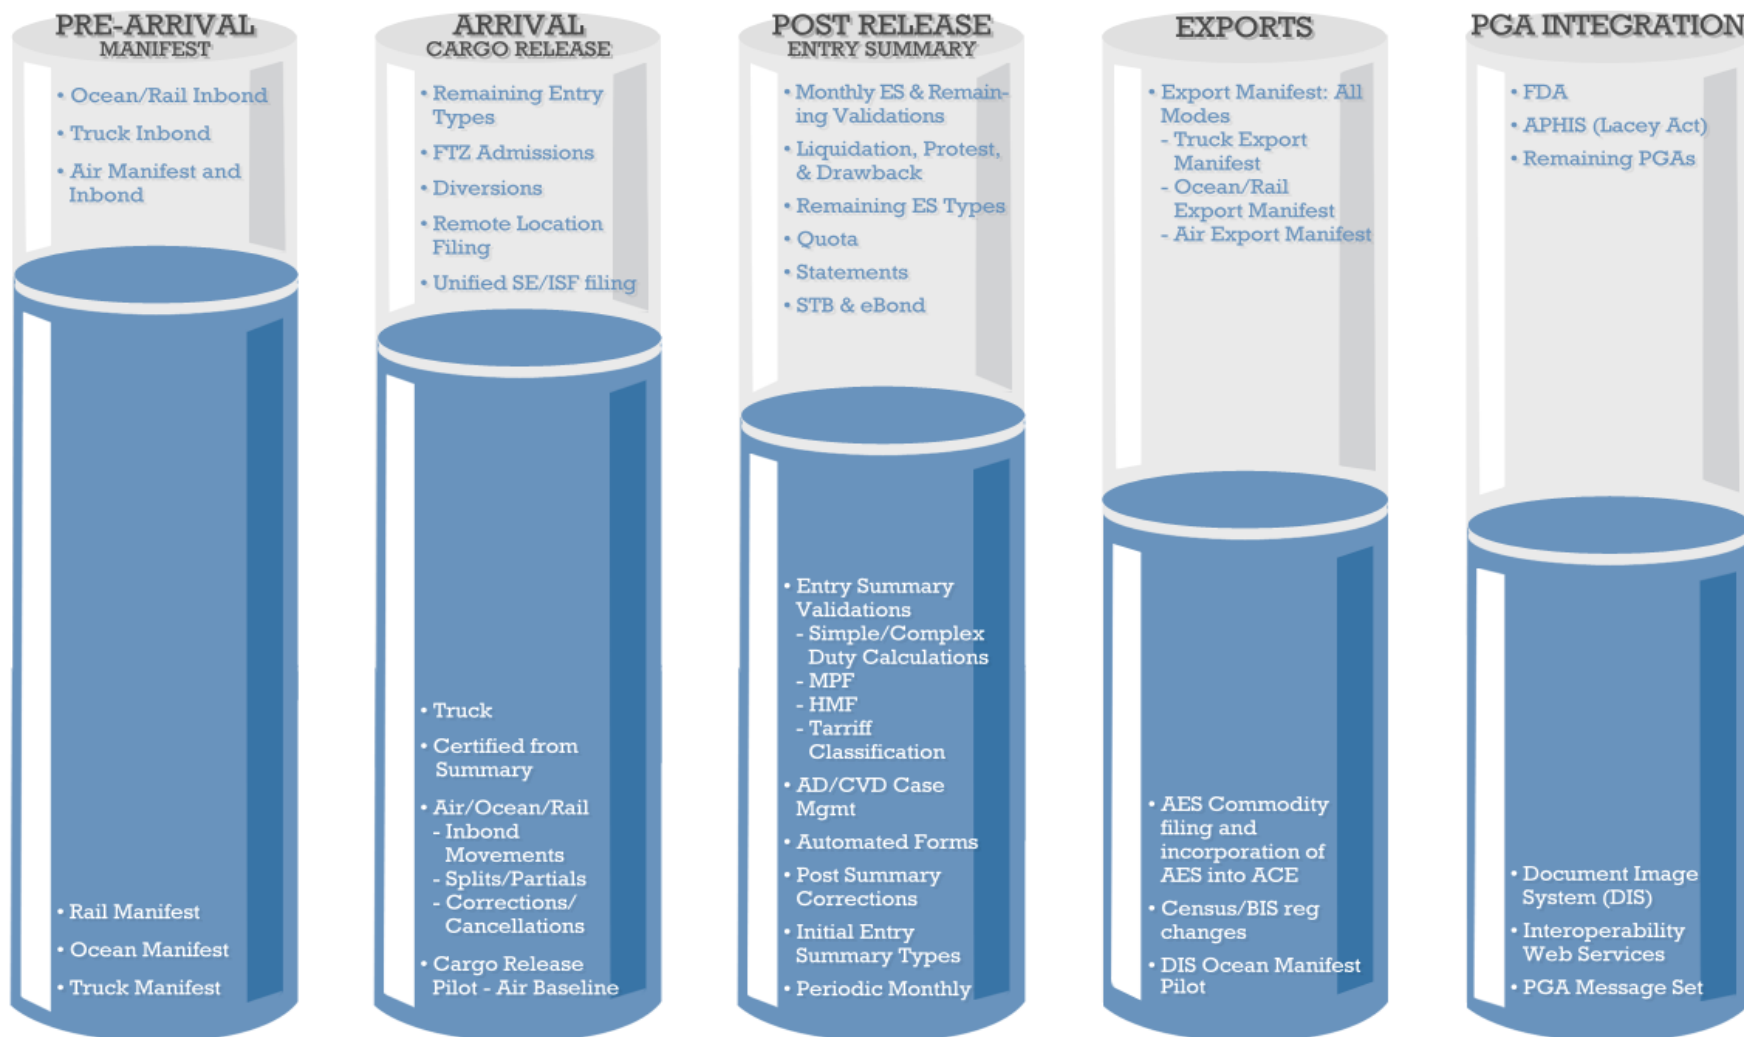 PRE-ARRIVAL
MANIFEST
• Ocean/Rail Inbond
• Truck Inbond
• Air Manifest and
Inbond
• Rail Manifest
• Ocean Manifest
• Truck Manifest
ARRIVAL
CARGO RELEASE
• Remaining Entry
Types
• FTZ Admissions
• Diversions
• Remote Location
Filing
• Unified SE/ISF filing
• Truck
• Certified from
Summary
• Air/Ocean/Rail
- Inbond
Movements
- Splits/Partials
- Corrections/
Cancellations
• Cargo Release
Pilot - Air Baseline
POST RELEASE
ENTRY SUMMARY
• Monthly ES & Remain-
ing Validations
• Liquidation, Protest,
& Drawback
• Remaining ES Types
• Quota
• Statements
• STB & eBond
• Entry Summary
Validations
- Simple/Complex
Duty Calculations
- MPF
- HMF
- Tarriff
Classification
• AD/CVD Case
Mgmt
• Automated Forms
• Post Summary
Corrections
• Initial Entry
Summary Types
• Periodic Monthly
EXPORTS
• Export Manifest: All
Modes
- Truck Export
Manifest
- Ocean/Rail
Export Manifest
- Air Export Manifest
• AES Commodity
filing and
incorporation of
AES into ACE
• Census/BIS reg
changes
• DIS Ocean Manifest
Pilot
PGA INTEGRATION
• FDA
• APHIS (Lacey Act)
• Remaining PGAs
• Document Image
System (DIS)
• Interoperability
Web Services
• PGA Message Set